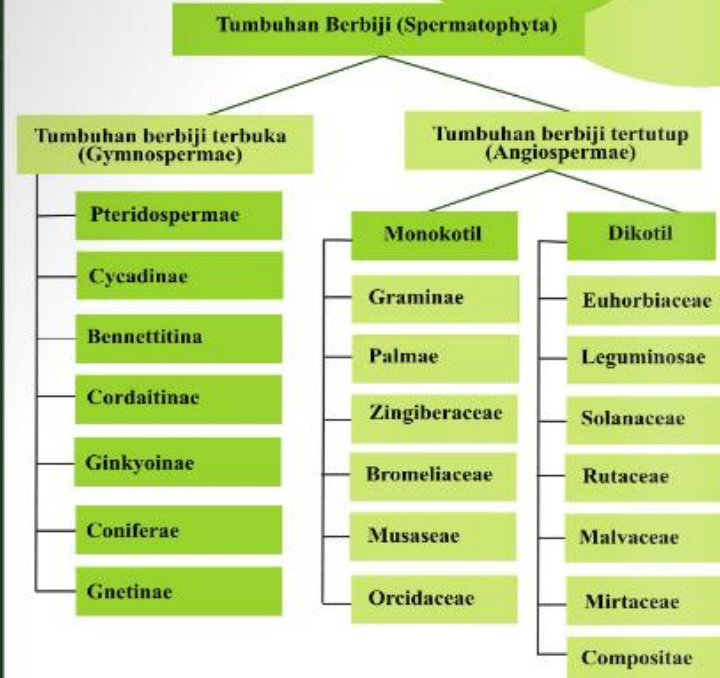 Tumbuhan Berbiji (Spermatophyta)
Tumbuhan berbiji terbuka
(Gymnospermae)
Pteridospermae
Cycadinae
Bennettitina
Cordaitinae
Ginkyoinae
Coniferae
Gnetinae
Tumbuhan berbiji tertutup
(Angiospermae)
Monokotil
Graminae
Palmae
Zingiberaceae
Bromeliaceae
Musaseae
Orcidaceae
Dikotil
Euhorbiaceae
Leguminosae
Solanaceae
Rutaceae
Malvaceae
Mirtaceae
Compositae